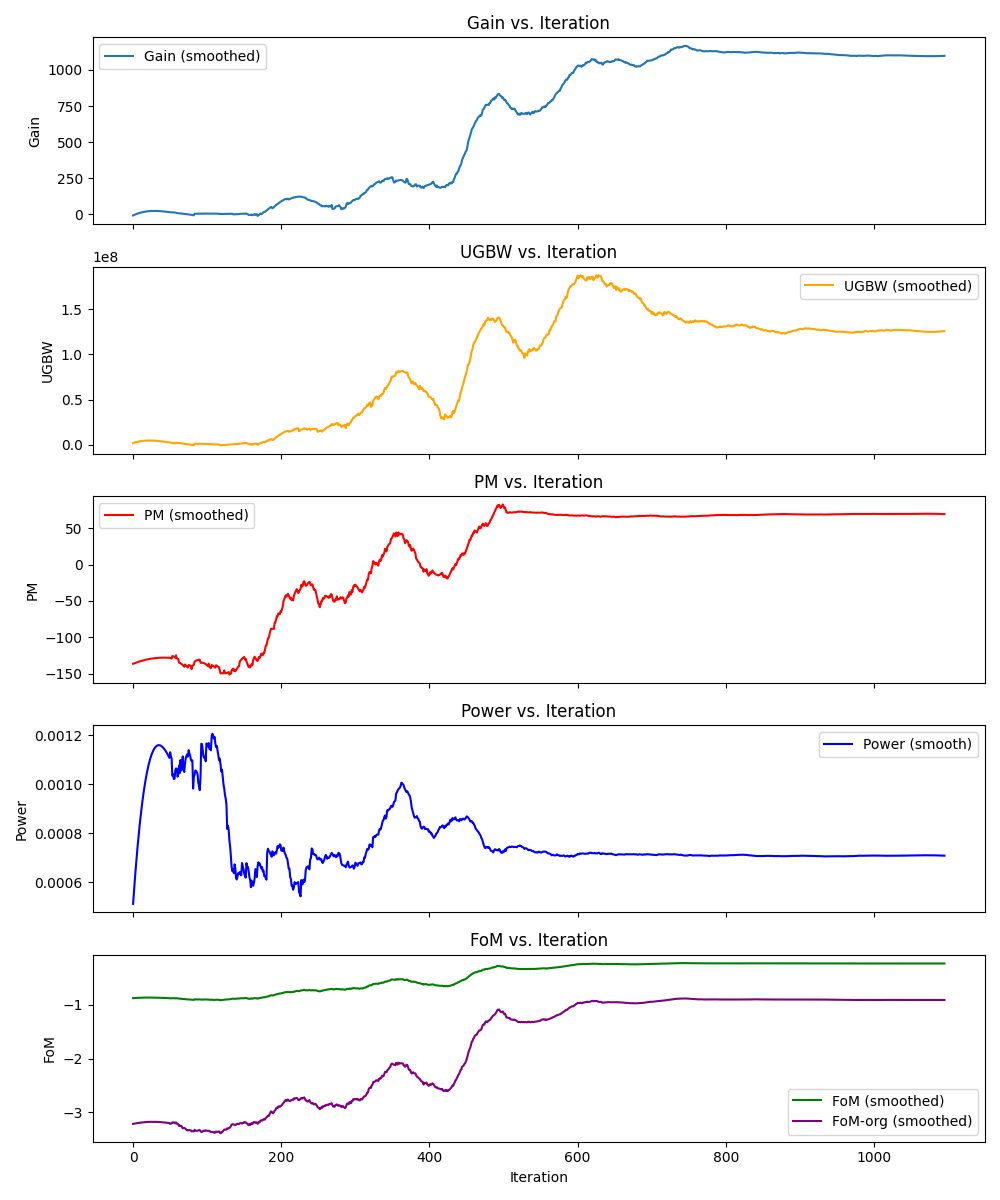 Gain vs. Iteration
Gain (smoothed)
1000
750
500
250
0
Gain
UGBW vs. Iteration
1e8
UGBW (smoothed)
1.5
1.0
0.5
0.0
UGBW
PM vs. Iteration
PM (smoothed)
50
0
−50
−100
−150
PM
Power vs. Iteration
Power (smooth)
0.0012
0.0010
0.0008
0.0006
Power
FoM vs. Iteration
−1
−2
−3
FoM
FoM (smoothed)
FoM-org (smoothed)
0 200 400 600 800 1000
Iteration